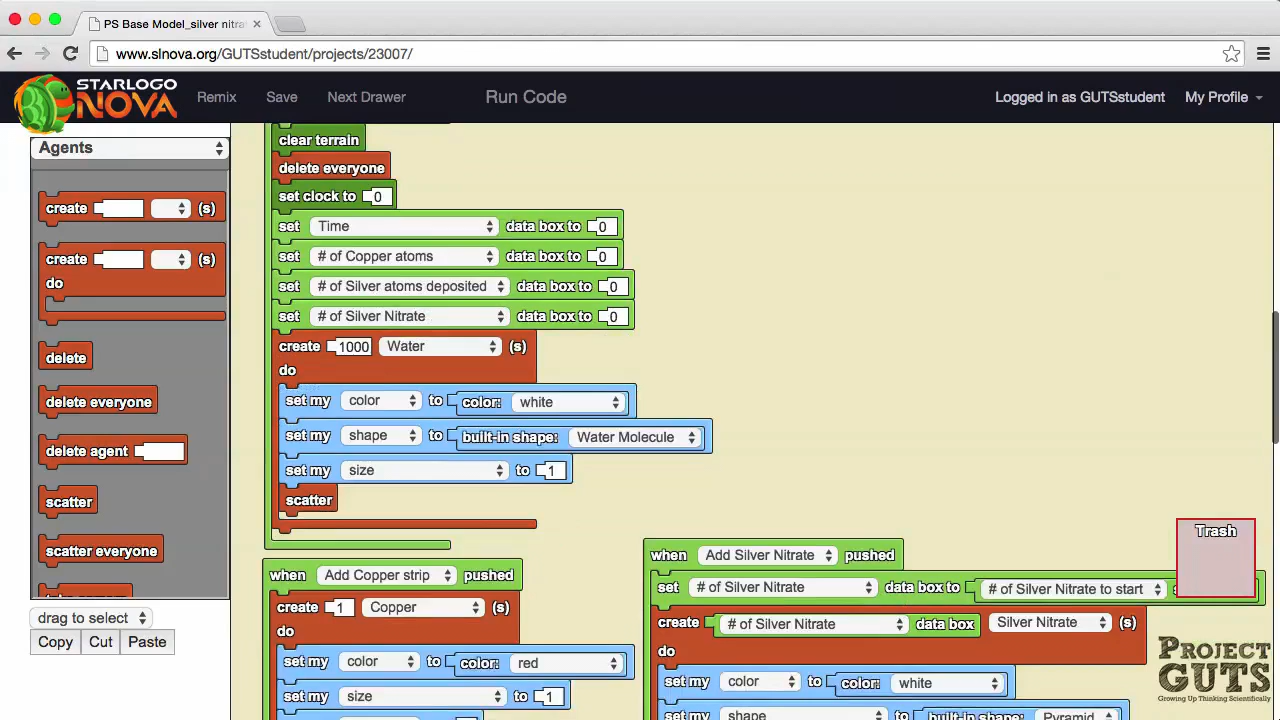 PS Base Model_silver nitra
www.slnova.org/GUTSstudent/projects/23007/
STARLOGO
NOVA
Remix Save Next Drawer Run Code Logged in as GUTSstudent My Profile
Agents
create (s)
create (s)
do
delete
delete everyone
delete agent
scatter
scatter everyone
drag to select
Copy Cut Paste
clear terrain
delete everyone
set clock to 0
set Time data box to 0
set # of Copper atoms data box to 0
set # of Silver atoms deposited data box to 0
set # of Silver Nitrate data box to 0
create 1000 Water (s)
do
set my color to color: white
set my shape to built-in shape: Water Molecule
set my size to 1
scatter
when Add Copper strip pushed
create 1 Copper (s)
do
set my color to color: red
set my size to 1
when Add Silver Nitrate pushed
set # of Silver Nitrate data box to # of Silver Nitrate to start
create # of Silver Nitrate data box Silver Nitrate (s)
do
set my color to color: white
set my shape to built-in shape: Pyramid
Trash
PROJECT
GUTS
Growing Up Thinking Scientifically